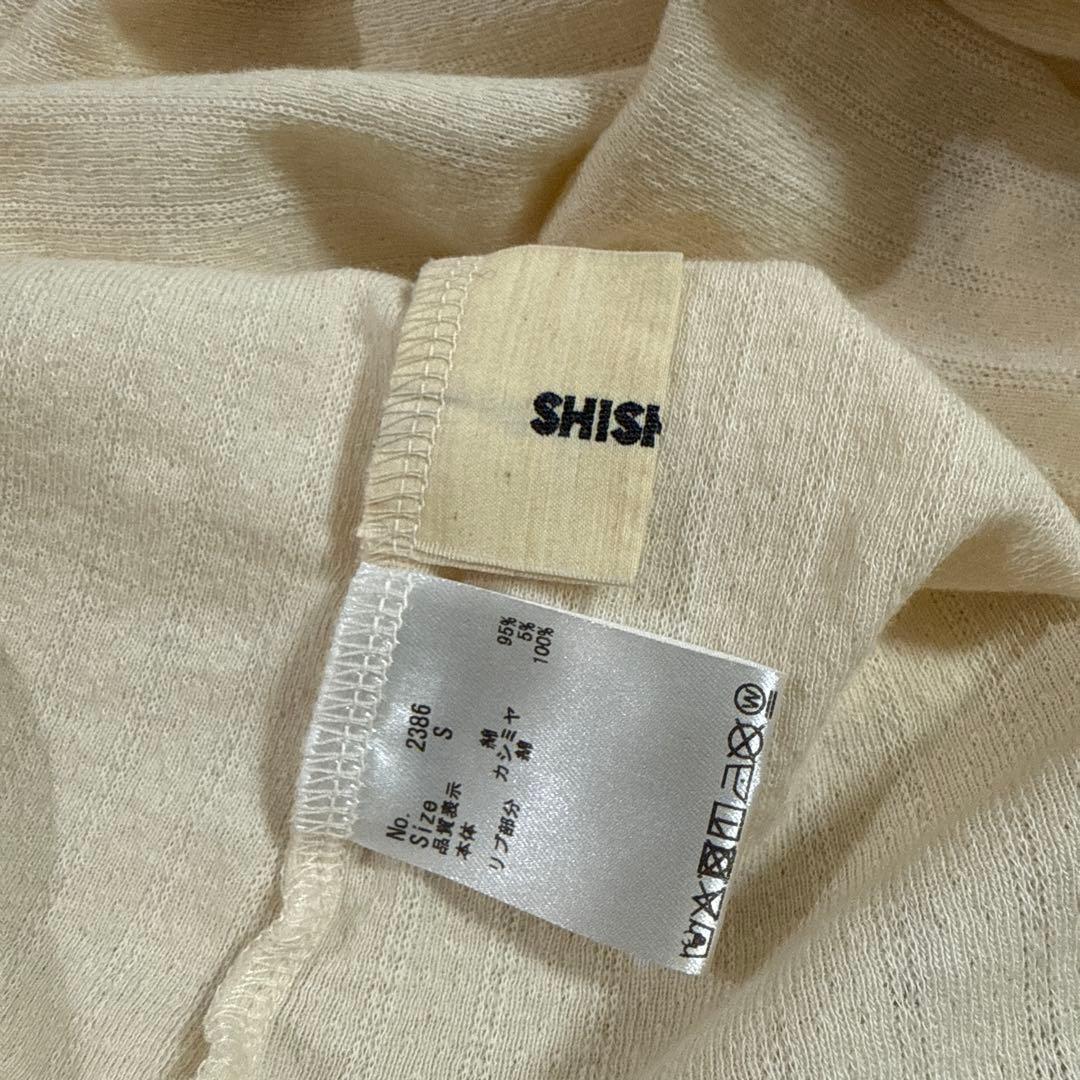 SHISH
No. 2386
Size S
品質表示
本体 綿 95%
カシミヤ 5%
リブ部分 綿 100%
W